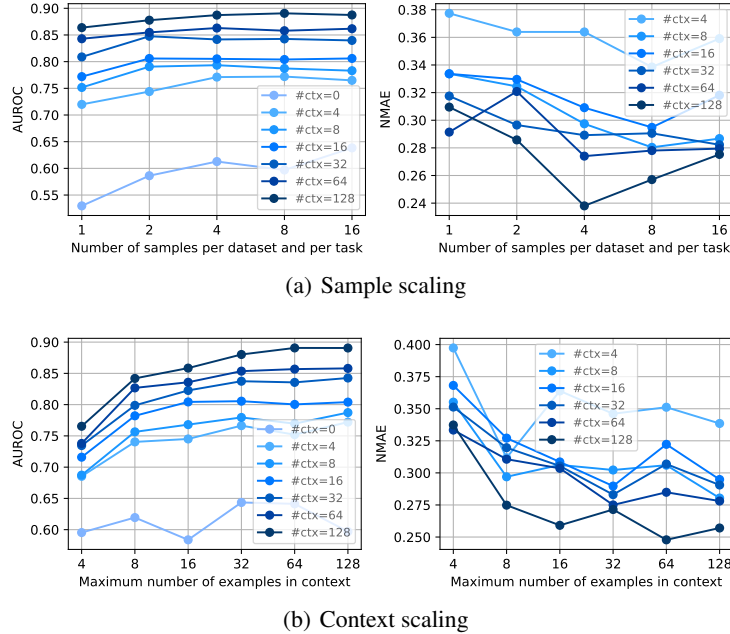 0.90
0.85
0.80
0.75
0.70
0.65
0.60
0.55
AUROC
#ctx=0
#ctx=4
#ctx=8
#ctx=16
#ctx=32
#ctx=64
#ctx=128
1 2 4 8 16
Number of samples per dataset and per task
0.38
0.36
0.34
0.32
0.30
0.28
0.26
0.24
NMAE
#ctx=4
#ctx=8
#ctx=16
#ctx=32
#ctx=64
#ctx=128
1 2 4 8 16
Number of samples per dataset and per task
(a) Sample scaling
0.90
0.85
0.80
0.75
0.70
0.65
0.60
AUROC
#ctx=0
#ctx=4
#ctx=8
#ctx=16
#ctx=32
#ctx=64
#ctx=128
4 8 16 32 64 128
Maximum number of examples in context
0.400
0.375
0.350
0.325
0.300
0.275
0.250
NMAE
#ctx=4
#ctx=8
#ctx=16
#ctx=32
#ctx=64
#ctx=128
4 8 16 32 64 128
Maximum number of examples in context
(b) Context scaling